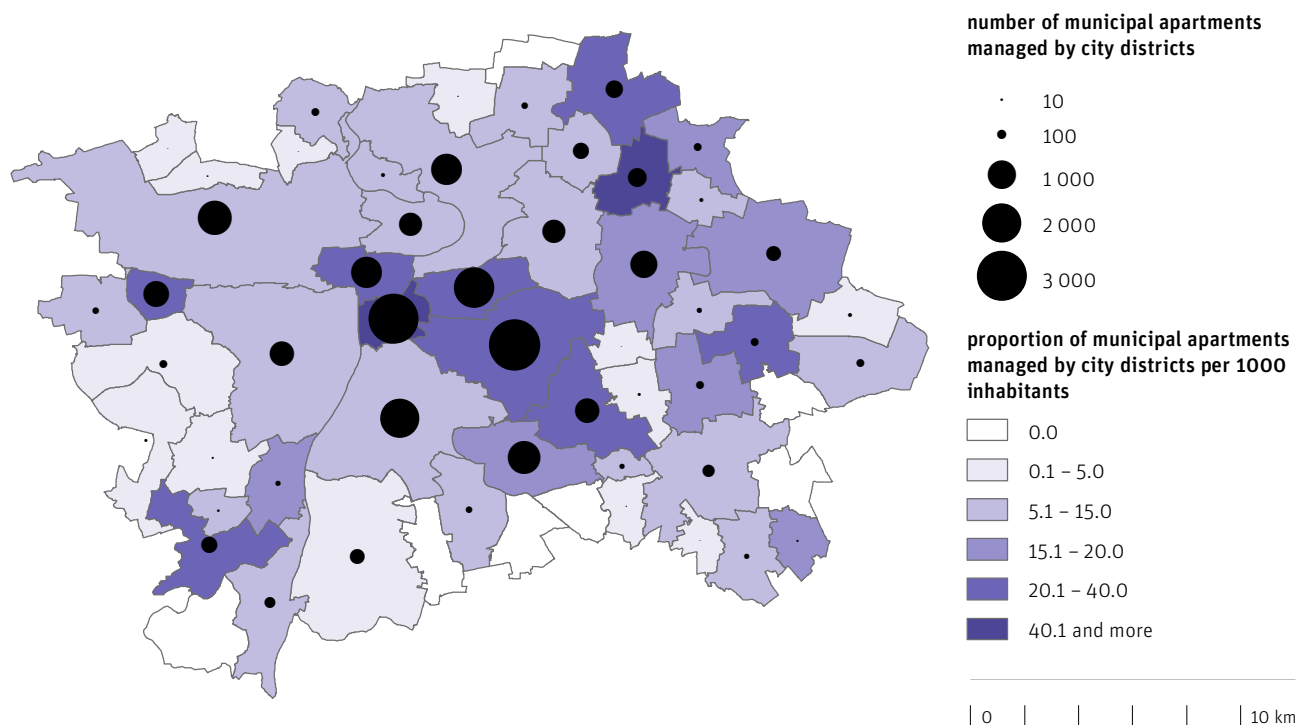 number of municipal apartments
managed by city districts
10
100
1 000
2 000
3 000
proportion of municipal apartments
managed by city districts per 1000
inhabitants
0.0
0.1 – 5.0
5.1 – 15.0
15.1 – 20.0
20.1 – 40.0
40.1 and more
0 10 km